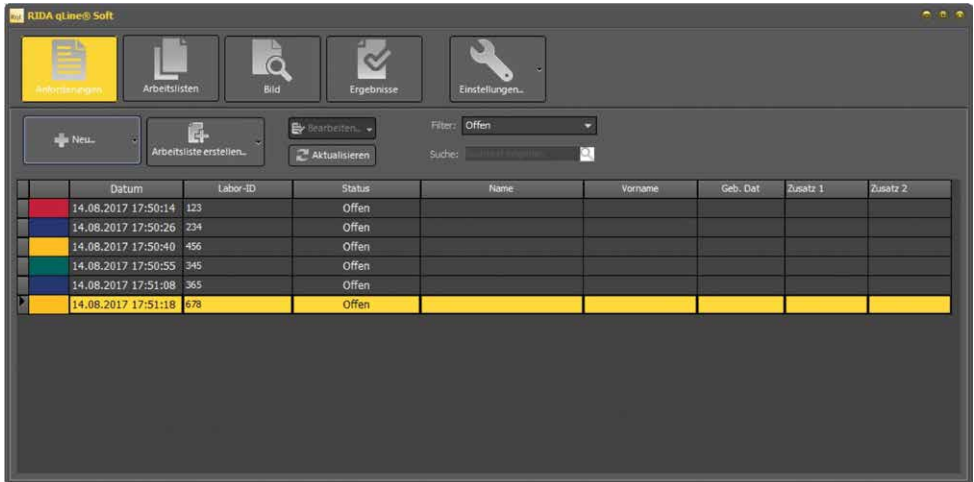 RIDA qLine® Soft
Anforderungen Arbeitslisten Bild Ergebnisse Einstellungen...
Neu... Arbeitsliste erstellen... Bearbeiten... Filter: Offen
Aktualisieren Suche:
Datum Labor-ID Status Name Vorname Geb. Dat Zusatz 1 Zusatz 2
14.08.2017 17:50:14 123 Offen
14.08.2017 17:50:26 234 Offen
14.08.2017 17:50:40 456 Offen
14.08.2017 17:50:55 345 Offen
14.08.2017 17:51:08 365 Offen
14.08.2017 17:51:18 678 Offen